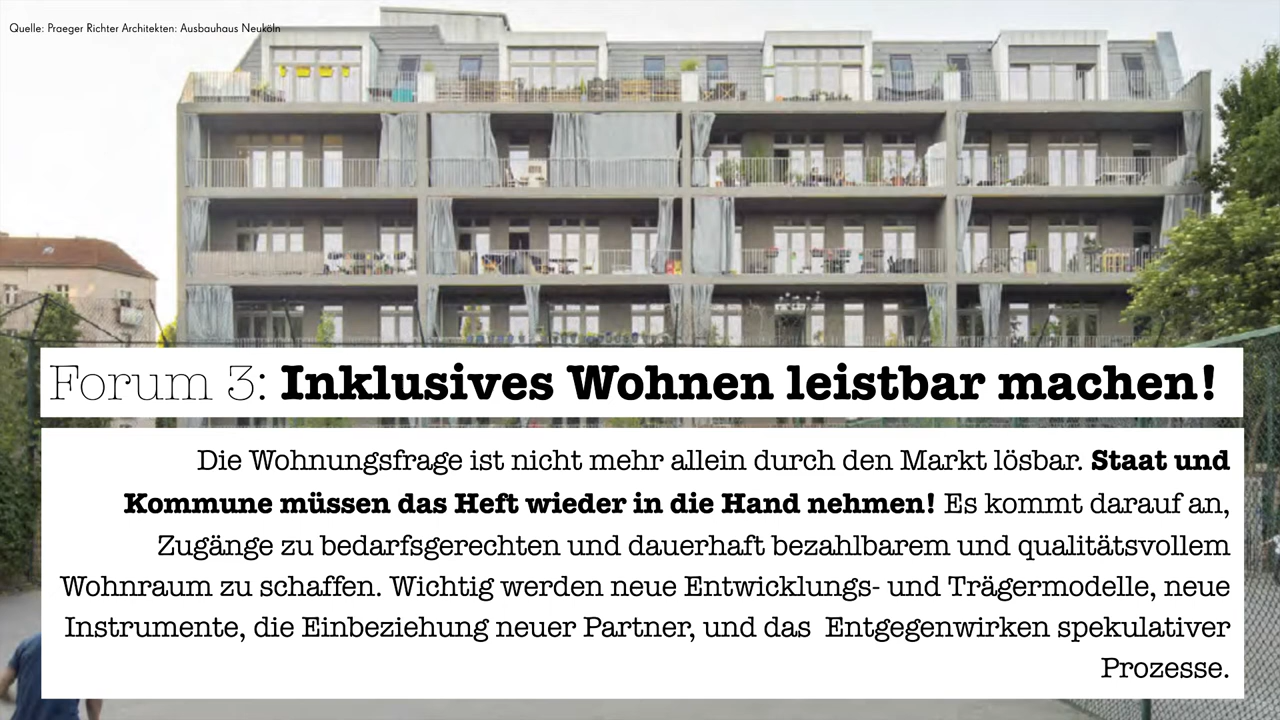 Quelle: Praeger Richter Architekten: Ausbauhaus Neuköln
Forum 3: Inklusives Wohnen leistbar machen!
Die Wohnungsfrage ist nicht mehr allein durch den Markt lösbar. Staat und
Kommune müssen das Heft wieder in die Hand nehmen! Es kommt darauf an,
Zugänge zu bedarfsgerechten und dauerhaft bezahlbarem und qualitätsvollem
Wohnraum zu schaffen. Wichtig werden neue Entwicklungs- und Trägermodelle, neue
Instrumente, die Einbeziehung neuer Partner, und das Entgegenwirken spekulativer
Prozesse.